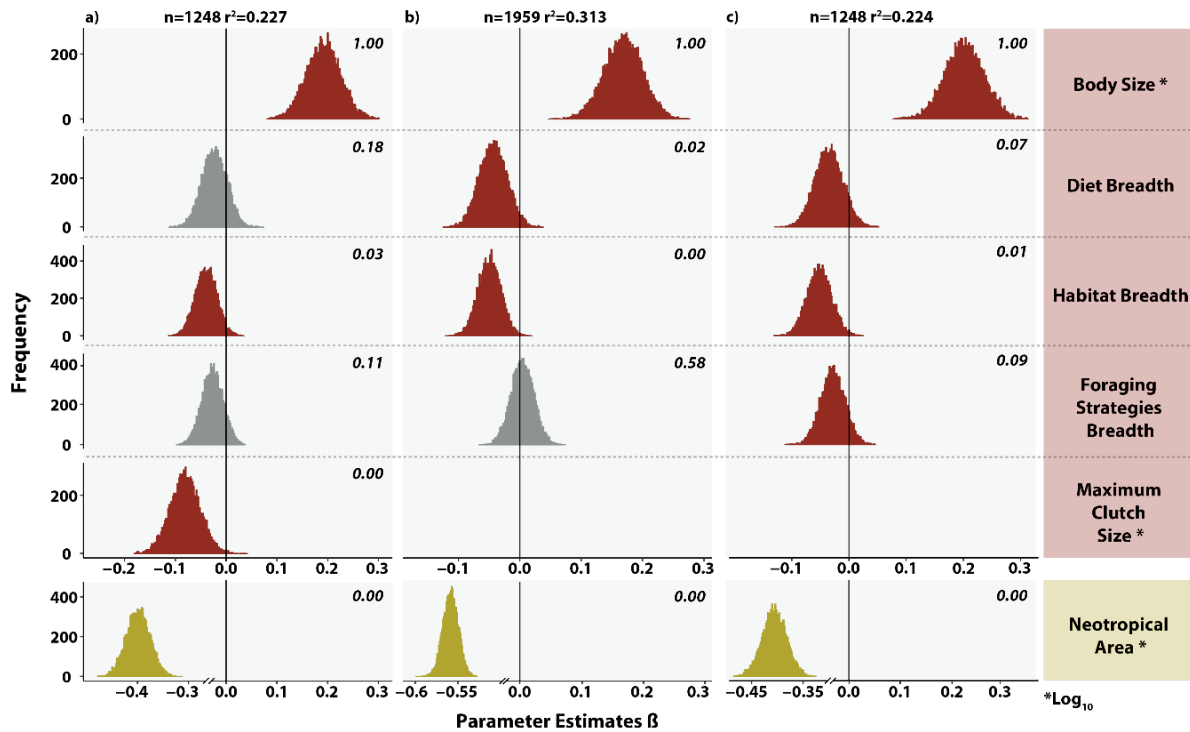 a) n=1248 r²=0.227 b) n=1959 r²=0.313 c) n=1248 r²=0.224
200 0 1.00 1.00 1.00 Body Size *
200 0 0.18 0.02 0.07 Diet Breadth
400 200 0 0.03 0.00 0.01 Habitat Breadth
400 200 0 0.11 0.58 0.09 Foraging
Strategies
Breadth
200 0 0.00 Maximum
Clutch
Size *
−0.2 −0.1 0.0 0.1 0.2 0.3 −0.1 0.0 0.1 0.2 0.3 −0.1 0.0 0.1 0.2 0.3
400 200 0 0.00 0.00 0.00 Neotropical
Area *
−0.4 −0.3 // 0.0 0.1 0.2 0.3 −0.6 −0.55 // 0.0 0.1 0.2 0.3 −0.45 −0.35 // 0.0 0.1 0.2 0.3
*Log₁₀
Frequency
Parameter Estimates ß